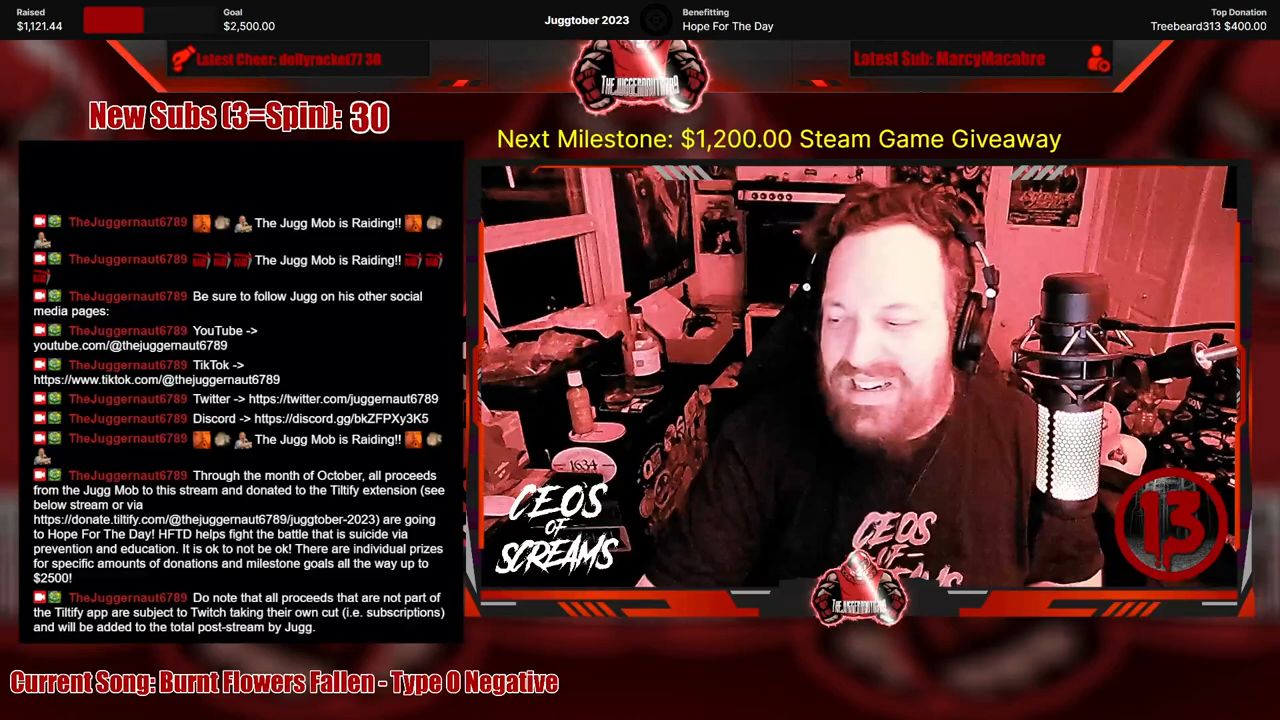 Raised
$1,121.44
Goal
$2,500.00
Juggtober 2023
Benefitting
Hope For The Day
Top Donation
Treebeard313 $400.00
Latest Cheer: dollyrocket77 30
Latest Sub: MarcyMacabre
THEJUGGERNAUT6789
New Subs (3=Spin): 30
Next Milestone: $1,200.00 Steam Game Giveaway
TheJuggernaut6789 The Jugg Mob is Raiding!!
TheJuggernaut6789 The Jugg Mob is Raiding!!
TheJuggernaut6789 Be sure to follow Jugg on his other social
media pages:
TheJuggernaut6789 YouTube ->
youtube.com/@thejuggernaut6789
TheJuggernaut6789 TikTok ->
https://www.tiktok.com/@thejuggernaut6789
TheJuggernaut6789 Twitter -> https://twitter.com/juggernaut6789
TheJuggernaut6789 Discord -> https://discord.gg/bkZFPXy3K5
TheJuggernaut6789 The Jugg Mob is Raiding!!
TheJuggernaut6789 Through the month of October, all proceeds
from the Jugg Mob to this stream and donated to the Tiltify extension (see
below stream or via
https://donate.tiltify.com/@thejuggernaut6789/juggtober-2023) are going
to Hope For The Day! HFTD helps fight the battle that is suicide via
prevention and education. It is ok to not be ok! There are individual prizes
for specific amounts of donations and milestone goals all the way up to
$2500!
TheJuggernaut6789 Do note that all proceeds that are not part of
the Tiltify app are subject to Twitch taking their own cut (i.e. subscriptions)
and will be added to the total post-stream by Jugg.
1634
CEO'S
OF
SCREAMS
CEOS
OF
13
THEJUGGERNAUT6789
Current Song: Burnt Flowers Fallen - Type O Negative